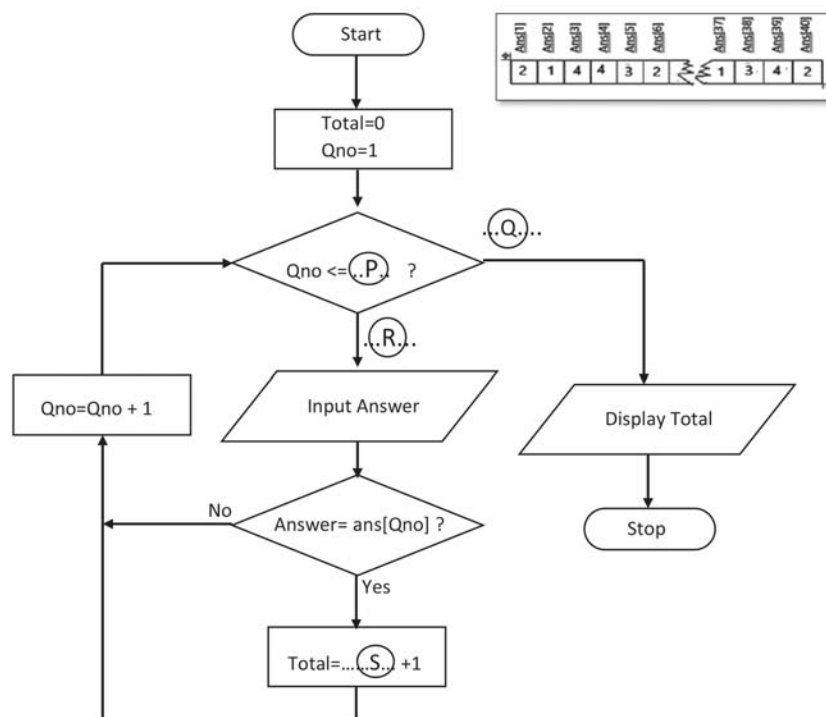 Start
Ans[1] Ans[2] Ans[3] Ans[4] Ans[5] Ans[6] Ans[37] Ans[38] Ans[39] Ans[40]
2 1 4 4 3 2 1 3 4 2
Total=0
Qno=1
...Q....
Qno <= ..P.. ?
...R...
Qno=Qno + 1
Input Answer
Display Total
No
Answer= ans[Qno] ?
Stop
Yes
Total=......S... +1